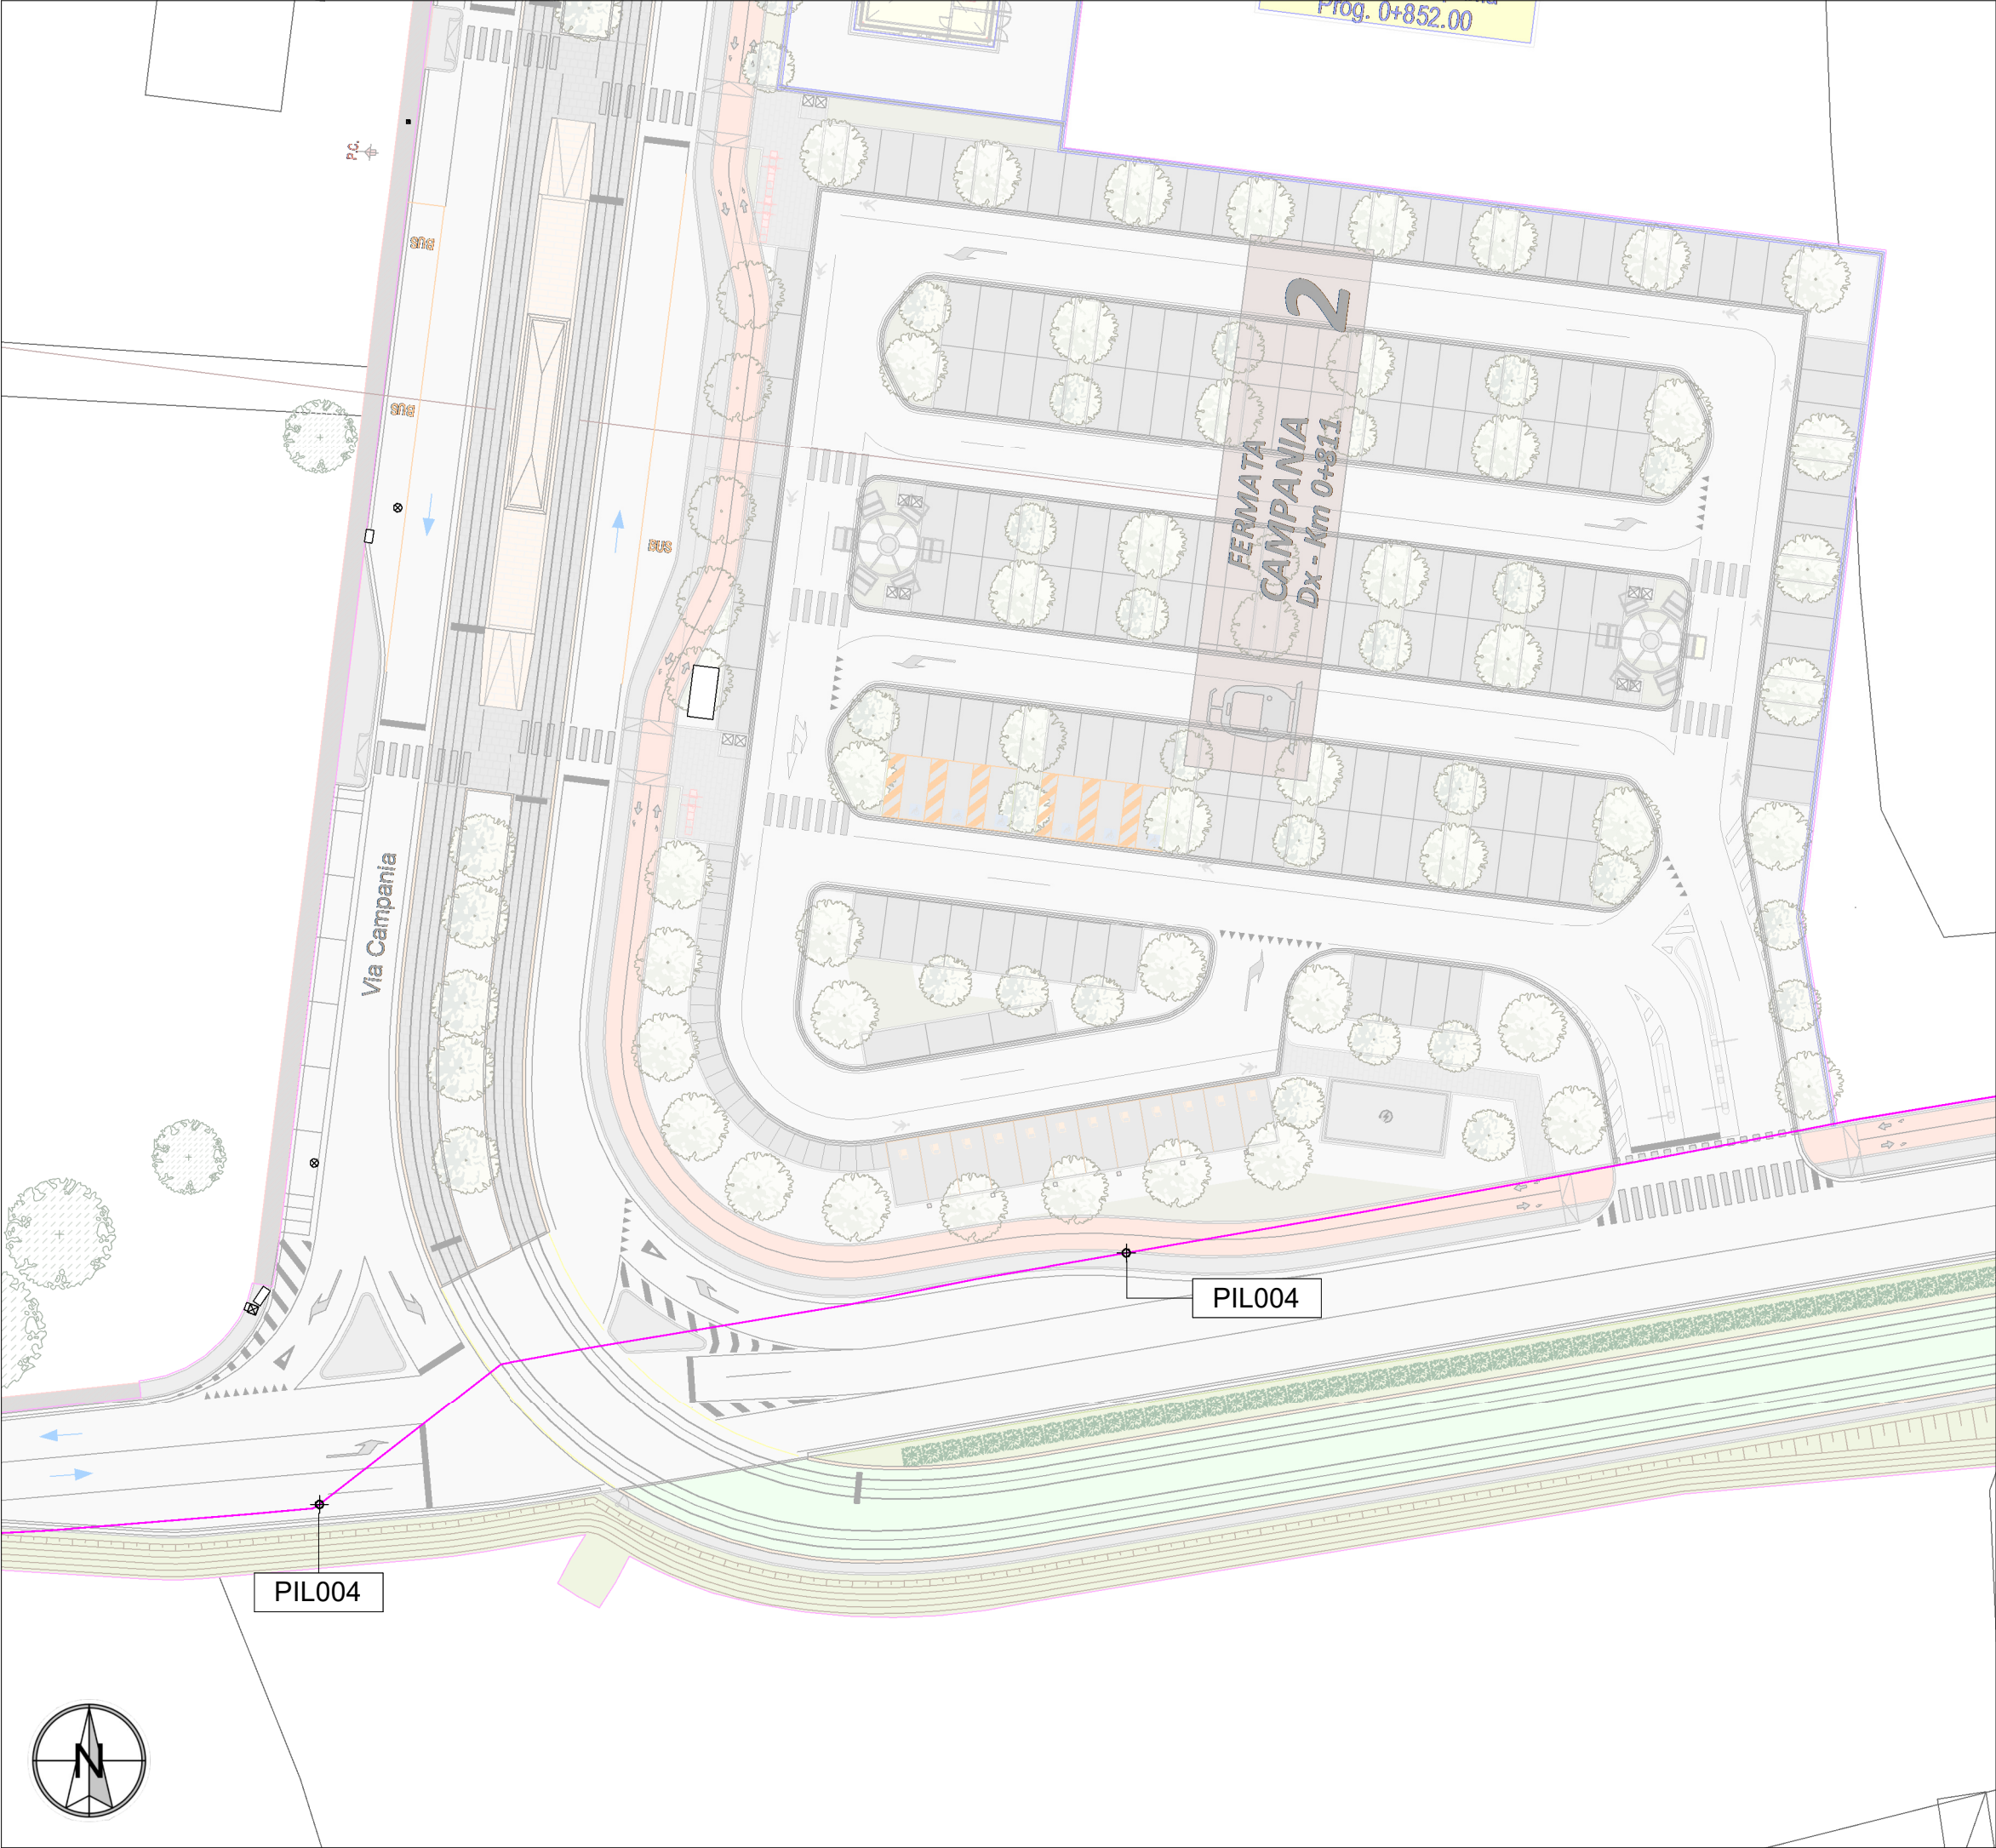 Prog. 0+852.00
P.C.
BUS
BUS
BUS
2
FERMATA
CAMPANIA
Dx - Km 0+811
Via Campania
PIL004
PIL004
N